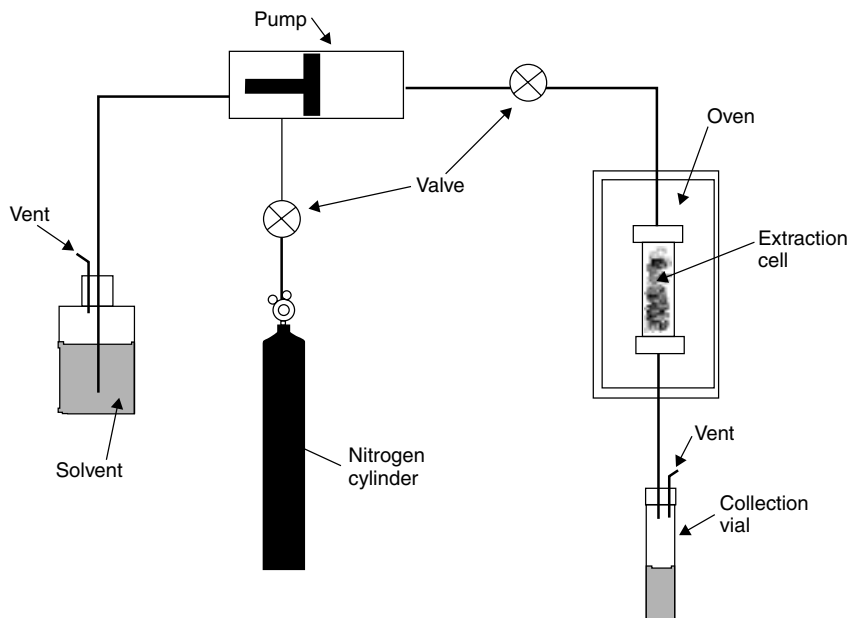 Pump
Oven
Valve
Vent
Extraction
cell
Solvent
Nitrogen
cylinder
Vent
Collection
vial